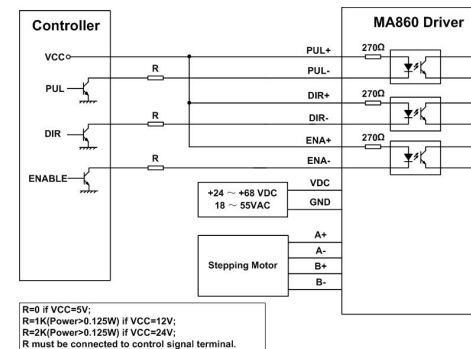 Controller
MA860 Driver
VCC
PUL+
270Ω
R
PUL-
PUL
DIR+
270Ω
R
DIR-
DIR
ENA+
270Ω
R
ENA-
ENABLE
+24 ～ +68 VDC
18 ～ 55VAC
VDC
GND
Stepping Motor
A+
A-
B+
B-
R=0 if VCC=5V;
R=1K(Power>0.125W) if VCC=12V;
R=2K(Power>0.125W) if VCC=24V;
R must be connected to control signal terminal.